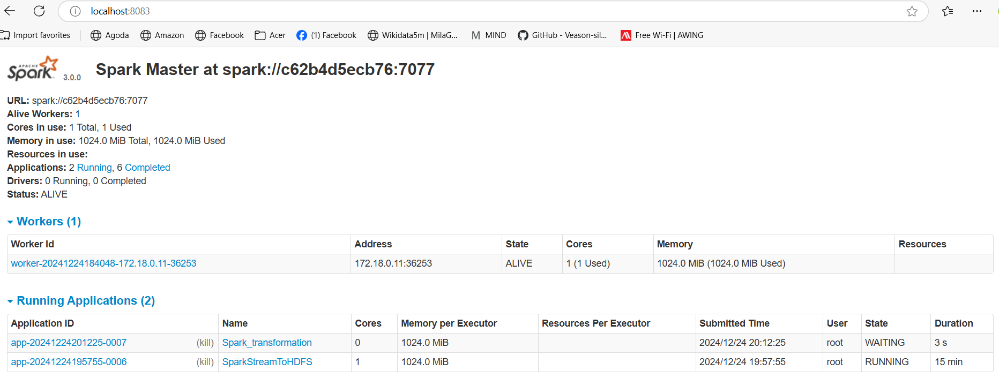 localhost:8083
Import favorites Agoda Amazon Facebook Acer (1) Facebook Wikidata5m | MilaG... MIND GitHub - Veason-sil... Free Wi-Fi | AWING
APACHE Spark 3.0.0 Spark Master at spark://c62b4d5ecb76:7077
URL: spark://c62b4d5ecb76:7077
Alive Workers: 1
Cores in use: 1 Total, 1 Used
Memory in use: 1024.0 MiB Total, 1024.0 MiB Used
Resources in use:
Applications: 2 Running, 6 Completed
Drivers: 0 Running, 0 Completed
Status: ALIVE
Workers (1)
Worker Id Address State Cores Memory Resources
worker-20241224184048-172.18.0.11-36253 172.18.0.11:36253 ALIVE 1 (1 Used) 1024.0 MiB (1024.0 MiB Used)
Running Applications (2)
Application ID Name Cores Memory per Executor Resources Per Executor Submitted Time User State Duration
app-20241224201225-0007 (kill) Spark_transformation 0 1024.0 MiB 2024/12/24 20:12:25 root WAITING 3 s
app-20241224195755-0006 (kill) SparkStreamToHDFS 1 1024.0 MiB 2024/12/24 19:57:55 root RUNNING 15 min